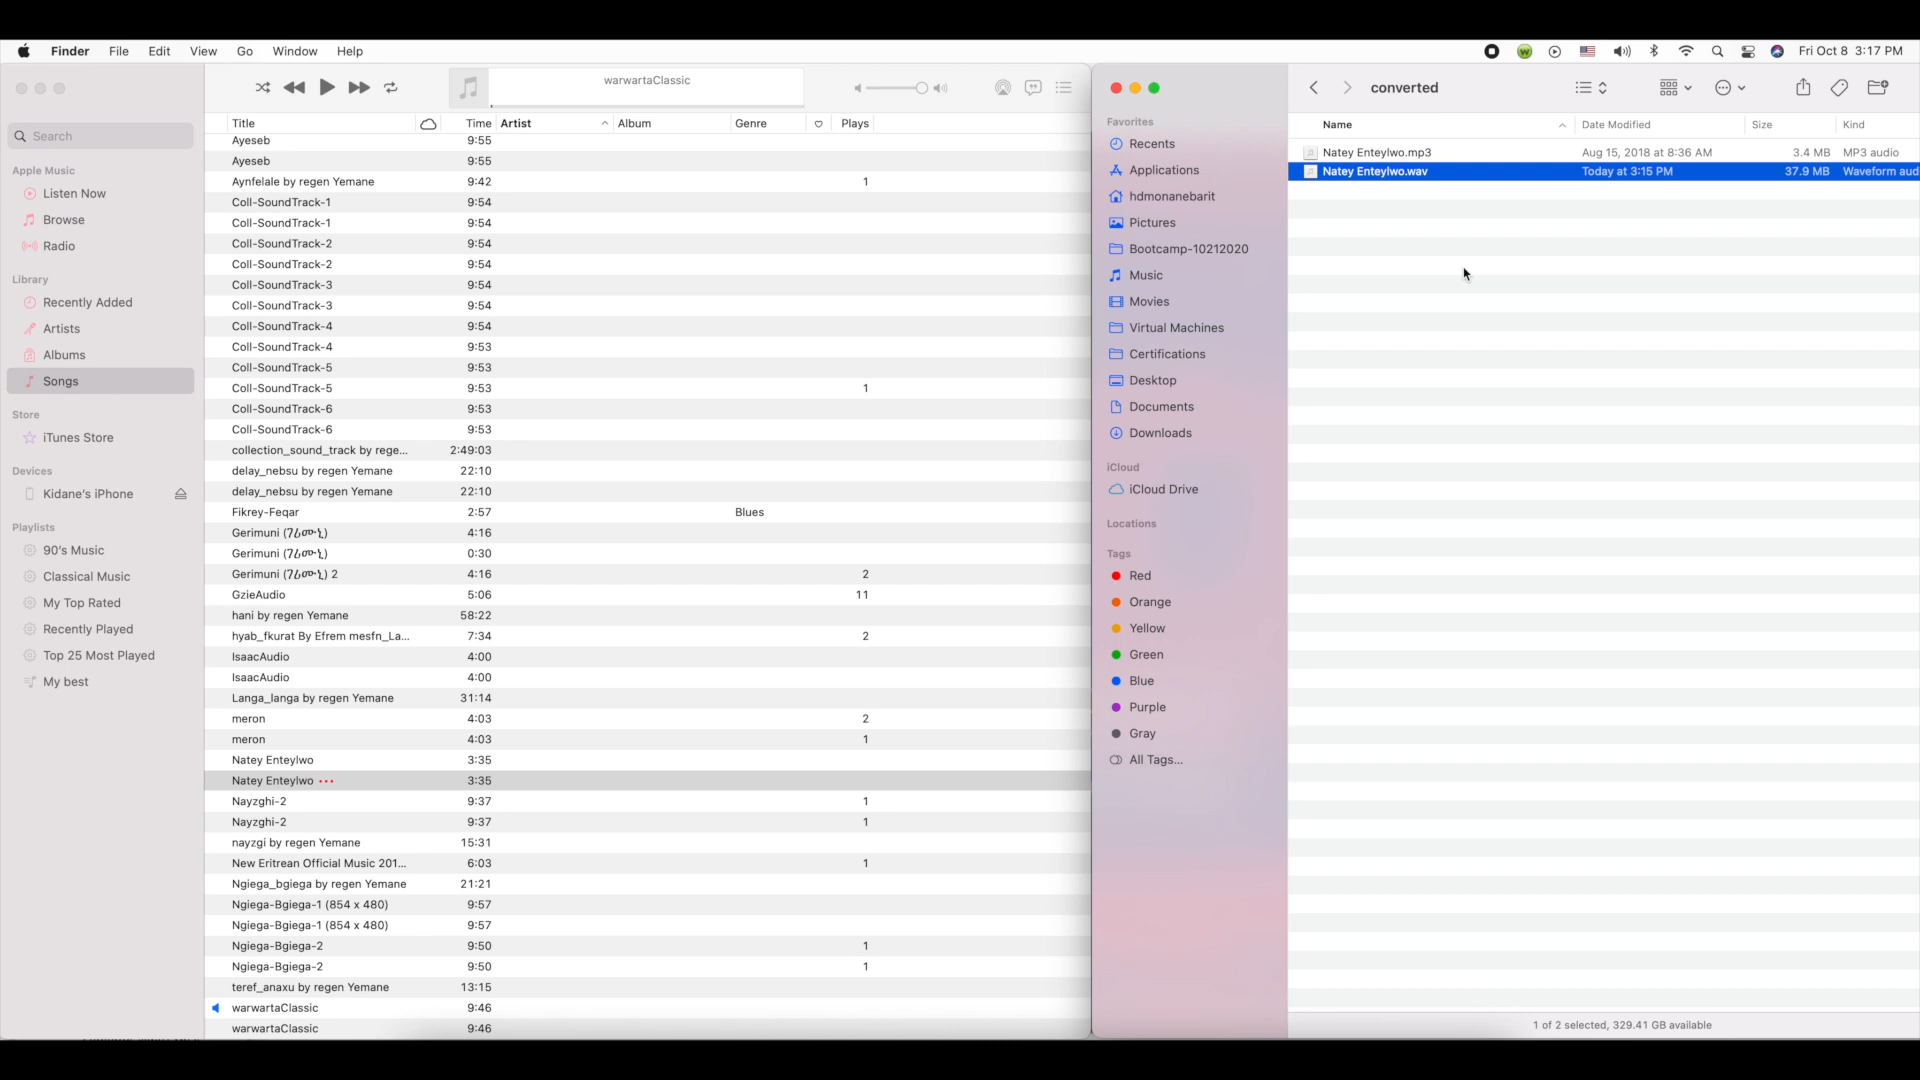 Finder File Edit View Go Window Help
Fri Oct 8 3:17 PM
Search
Apple Music
Listen Now
Browse
Radio
Library
Recently Added
Artists
Albums
Songs
Store
iTunes Store
Devices
Kidane's iPhone
Playlists
90's Music
Classical Music
My Top Rated
Recently Played
Top 25 Most Played
My best
warwartaClassic
Title Time Artist Album Genre Plays
Ayeseb 9:55
Ayeseb 9:55
Aynfelale by regen Yemane 9:42 1
Coll-SoundTrack-1 9:54
Coll-SoundTrack-1 9:54
Coll-SoundTrack-2 9:54
Coll-SoundTrack-2 9:54
Coll-SoundTrack-3 9:54
Coll-SoundTrack-3 9:54
Coll-SoundTrack-4 9:54
Coll-SoundTrack-4 9:53
Coll-SoundTrack-5 9:53
Coll-SoundTrack-5 9:53 1
Coll-SoundTrack-6 9:53
Coll-SoundTrack-6 9:53
collection_sound_track by rege... 2:49:03
delay_nebsu by regen Yemane 22:10
delay_nebsu by regen Yemane 22:10
Fikrey-Feqar 2:57 Blues
Gerimuni (ገሪሙኒ) 4:16
Gerimuni (ገሪሙኒ) 0:30
Gerimuni (ገሪሙኒ) 2 4:16 2
GzieAudio 5:06 11
hani by regen Yemane 58:22
hyab_fkurat By Efrem mesfn_La... 7:34 2
IsaacAudio 4:00
IsaacAudio 4:00
Langa_langa by regen Yemane 31:14
meron 4:03 2
meron 4:03 1
Natey Enteylwo 3:35
Natey Enteylwo ••• 3:35
Nayzghi-2 9:37 1
Nayzghi-2 9:37 1
nayzgi by regen Yemane 15:31
New Eritrean Official Music 201... 6:03 1
Ngiega_bgiega by regen Yemane 21:21
Ngiega-Bgiega-1 (854 x 480) 9:57
Ngiega-Bgiega-1 (854 x 480) 9:57
Ngiega-Bgiega-2 9:50 1
Ngiega-Bgiega-2 9:50 1
teref_anaxu by regen Yemane 13:15
warwartaClassic 9:46
warwartaClassic 9:46
Favorites
Recents
Applications
hdmonanebarit
Pictures
Bootcamp-10212020
Music
Movies
Virtual Machines
Certifications
Desktop
Documents
Downloads
iCloud
iCloud Drive
Locations
Tags
Red
Orange
Yellow
Green
Blue
Purple
Gray
All Tags...
converted
Name Date Modified Size Kind
Natey Enteylwo.mp3 Aug 15, 2018 at 8:36 AM 3.4 MB MP3 audio
Natey Enteylwo.wav Today at 3:15 PM 37.9 MB Waveform aud
1 of 2 selected, 329.41 GB available